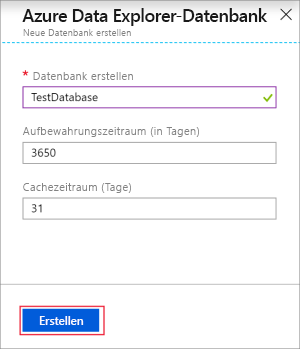 Azure Data Explorer-Datenbank
Neue Datenbank erstellen
* Datenbank erstellen
TestDatabase
Aufbewahrungszeitraum (in Tagen)
3650
Cachezeitraum (Tage)
31
Erstellen